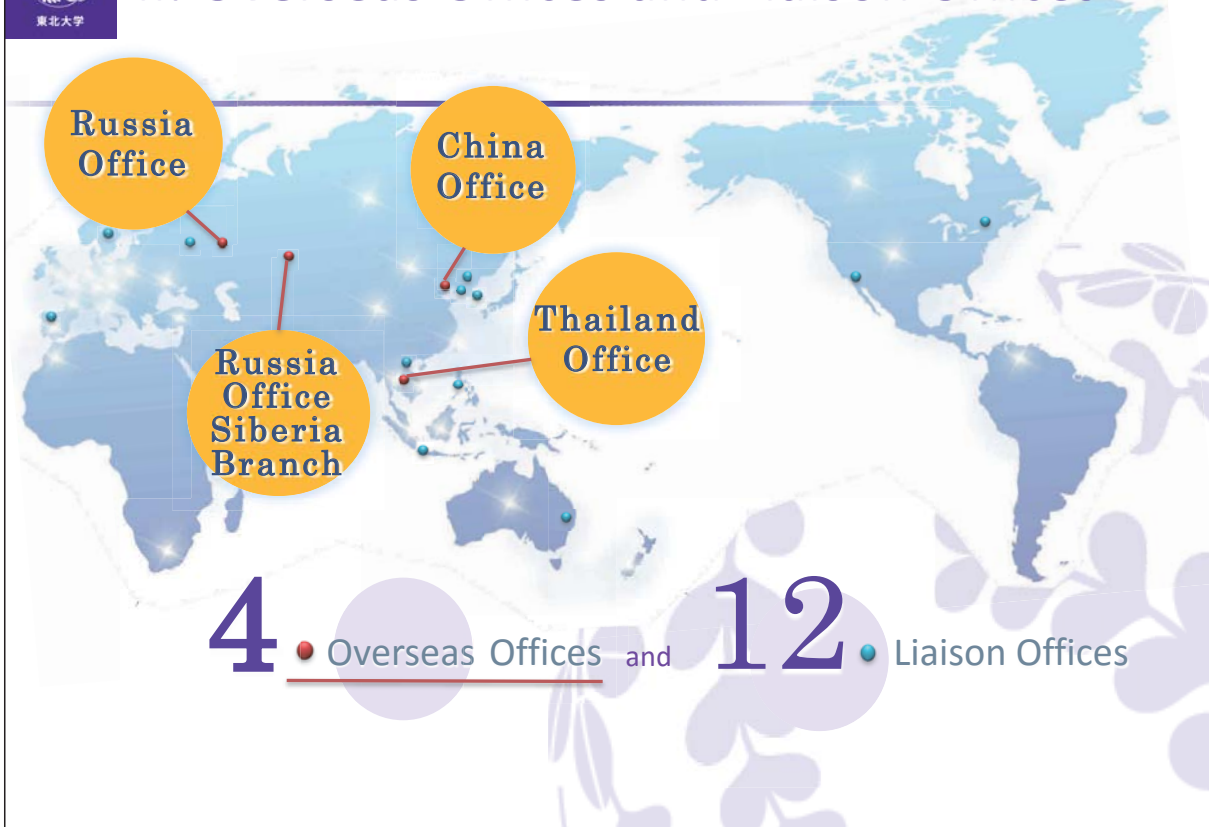 東北大学
Russia
Office
China
Office
Thailand
Office
Russia
Office
Siberia
Branch
4 Overseas Offices and 12 Liaison Offices